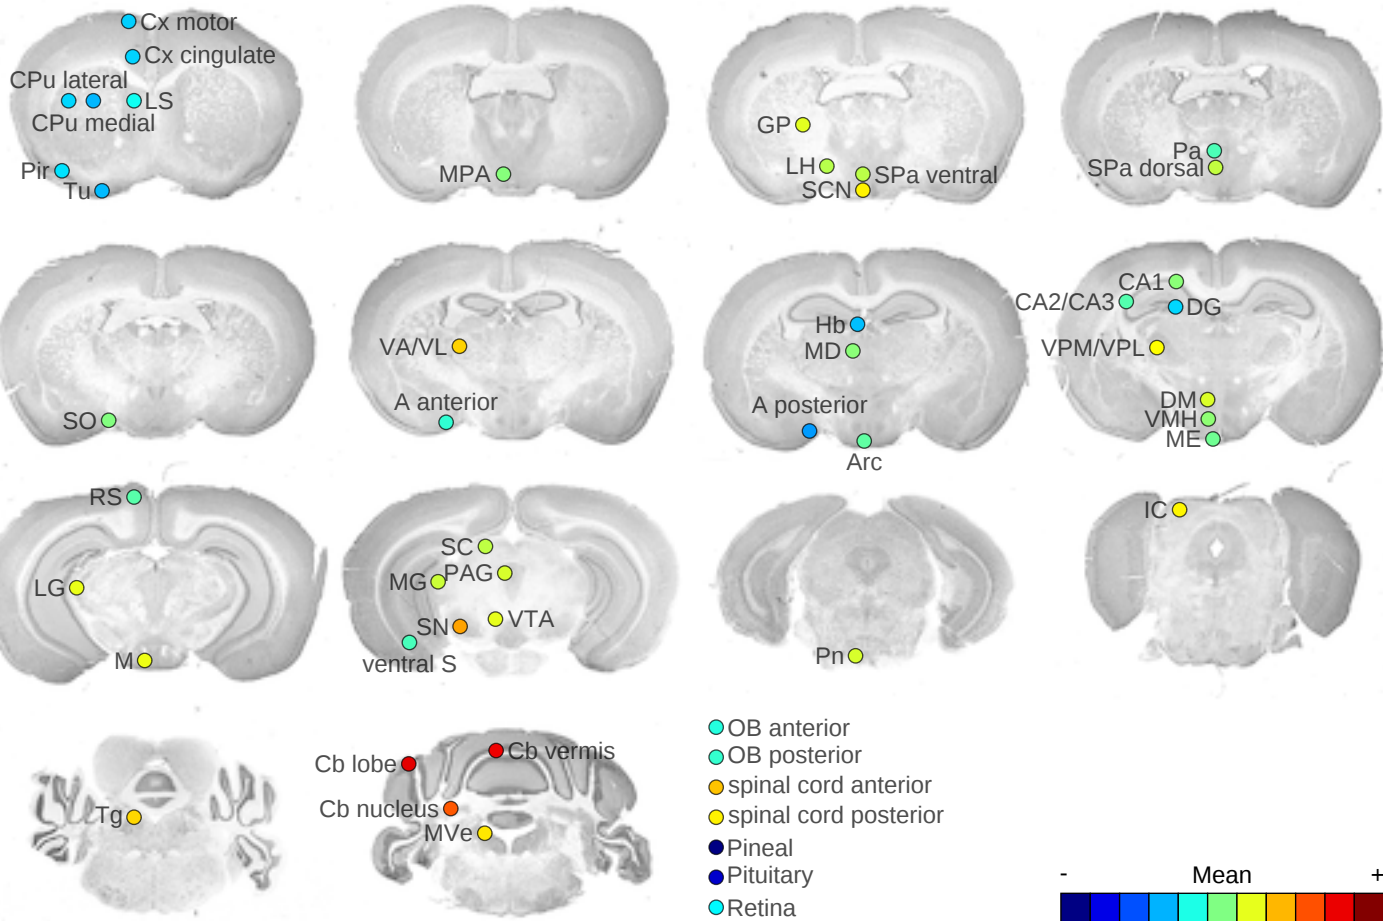 Cx motor
Cx cingulate
CPu lateral
LS
CPu medial
Pir
Tu
MPA
GP
LH
SPa ventral
SCN
Pa
SPa dorsal
SO
VA/VL
A anterior
Hb
MD
A posterior
Arc
CA1
CA2/CA3
DG
VPM/VPL
DM
VMH
ME
RS
LG
M
SC
MG PAG
SN VTA
ventral S
Pn
IC
Tg
Cb lobe
Cb vermis
Cb nucleus
MVe
OB anterior
OB posterior
spinal cord anterior
spinal cord posterior
Pineal
Pituitary
Retina
- Mean +